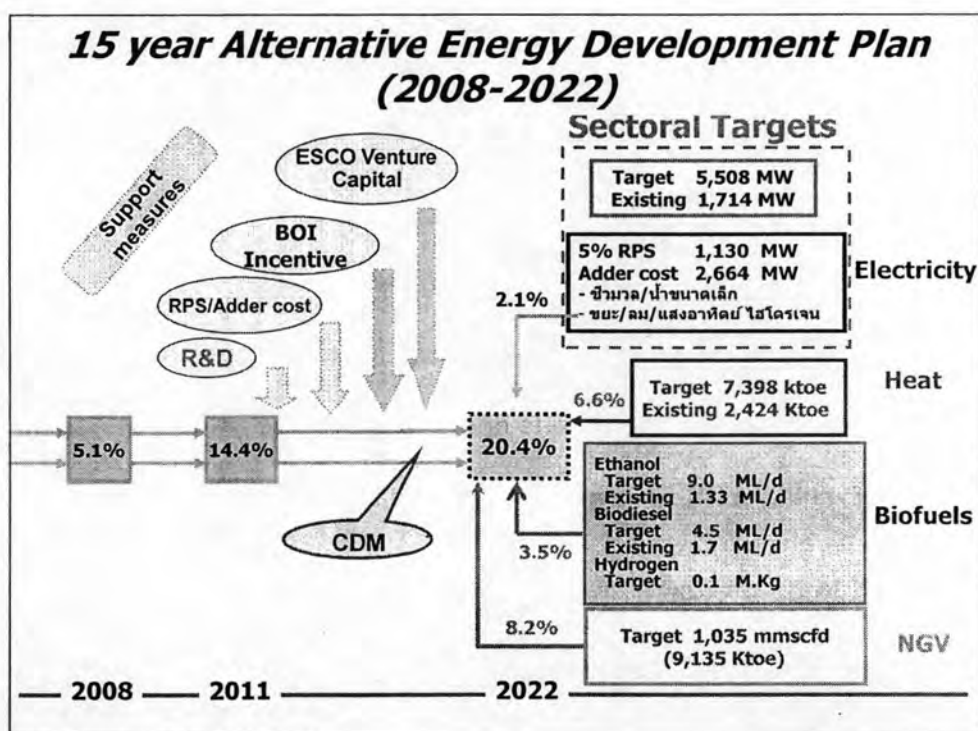 15 year Alternative Energy Development Plan
(2008-2022)
Sectoral Targets
Support
measures
ESCO Venture
Capital
BOI
Incentive
RPS/Adder cost
R&D
Target 5,508 MW
Existing 1,714 MW
5% RPS 1,130 MW
Adder cost 2,664 MW
- ชีวมวล/น้ำขนาดเล็ก
- ขยะ/ลม/แสงอาทิตย์ ไฮโดรเจน
Electricity
2.1%
Target 7,398 ktoe
Existing 2,424 Ktoe
Heat
6.6%
5.1%
14.4%
20.4%
CDM
Ethanol
Target 9.0 ML/d
Existing 1.33 ML/d
Biodiesel
Target 4.5 ML/d
Existing 1.7 ML/d
Hydrogen
Target 0.1 M.Kg
Biofuels
3.5%
8.2%
Target 1,035 mmscfd
(9,135 Ktoe)
NGV
2008
2011
2022